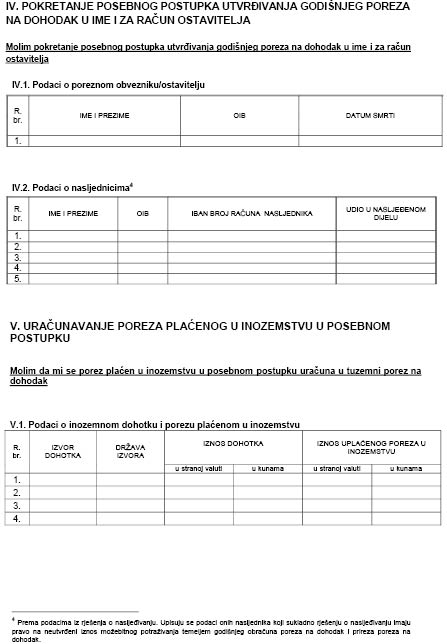 IV. POKRETANJE POSEBNOG POSTUPKA UTVRĐIVANJA GODIŠNJEG POREZA
NA DOHODAK U IME I ZA RAČUN OSTAVITELJA
Molim pokretanje posebnog postupka utvrđivanja godišnjeg poreza na dohodak u ime i za račun
ostavitelja
IV.1. Podaci o poreznom obvezniku/ostavitelju
R.
br.
IME I PREZIME
OIB
DATUM SMRTI
1.
IV.2. Podaci o nasljednicima4
R.
br.
IME I PREZIME
OIB
IBAN BROJ RAČUNA NASLJEDNIKA
UDIO U NASLJEĐENOM
DIJELU
1.
2.
3.
4.
5.
V. URAČUNAVANJE POREZA PLAĆENOG U INOZEMSTVU U POSEBNOM
POSTUPKU
Molim da mi se porez plaćen u inozemstvu u posebnom postupku uračuna u tuzemni porez na
dohodak
V.1. Podaci o inozemnom dohotku i porezu plaćenom u inozemstvu
R.
br.
IZVOR
DOHOTKA
DRŽAVA
IZVORA
IZNOS DOHOTKA
IZNOS UPLAĆENOG POREZA U
INOZEMSTVU
u stranoj valuti
u kunama
u stranoj valuti
u kunama
1.
2.
3.
4.
4 Prema podacima iz rješenja o nasljeđivanju. Upisuju se podaci onih nasljednika koji sukladno rješenju o nasljeđivanju imaju
pravo na neutvrđeni iznos možebitnog potraživanja temeljem godišnjeg obračuna poreza na dohodak i prireza poreza na
dohodak.